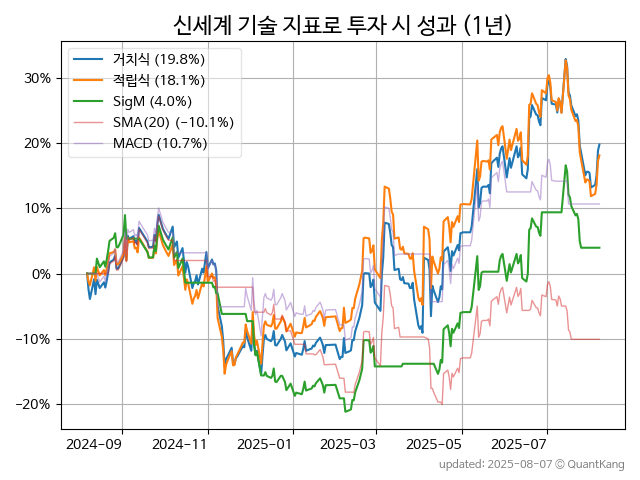 신세계 기술 지표로 투자 시 성과 (1년)
거치식 (19.8%)
적립식 (18.1%)
SigM (4.0%)
SMA(20) (−10.1%)
MACD (10.7%)
30%
20%
10%
0%
−10%
−20%
2024-09 2024-11 2025-01 2025-03 2025-05 2025-07
updated: 2025-08-07 © QuantKang